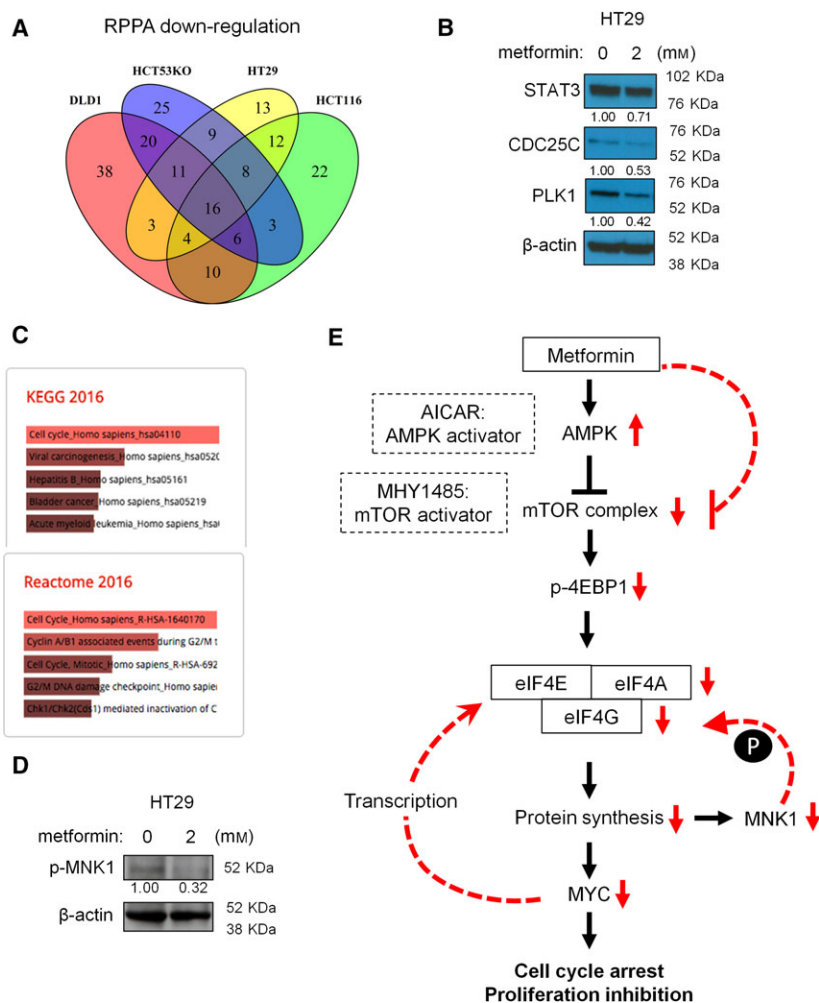 A
RPPA down-regulation
HCT53KO
HT29
DLD1
HCT116
25
13
9
20
12
38
11
8
22
16
3
4
6
3
10
B
HT29
metformin: 0 2 (mM)
STAT3
102 KDa
76 KDa
1.00 0.71
CDC25C
76 KDa
52 KDa
1.00 0.53
PLK1
76 KDa
52 KDa
1.00 0.42
β-actin
52 KDa
38 KDa
C
KEGG 2016
Cell cycle_Homo sapiens_hsa04110
Viral carcinogenesis_Homo sapiens_hsa0520
Hepatitis B_Homo sapiens_hsa05161
Bladder cancer_Homo sapiens_hsa05219
Acute myeloid leukemia_Homo sapiens_hsa
Reactome 2016
Cell Cycle_Homo sapiens_R-HSA-1640170
Cyclin A/B1 associated events during G2/M t
Cell Cycle, Mitotic_Homo sapiens_R-HSA-692
G2/M DNA damage checkpoint_Homo sapie
Chk1/Chk2(Cds1) mediated inactivation of C
D
HT29
metformin: 0 2 (mM)
p-MNK1
52 KDa
1.00 0.32
β-actin
52 KDa
38 KDa
E
Metformin
AICAR:
AMPK activator
AMPK
MHY1485:
mTOR activator
mTOR complex
p-4EBP1
eIF4E
eIF4A
eIF4G
P
Transcription
Protein synthesis
MNK1
MYC
Cell cycle arrest
Proliferation inhibition